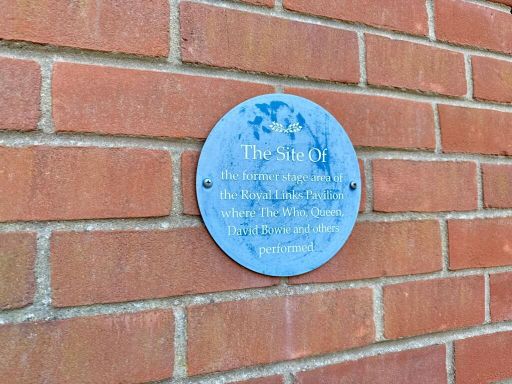 The Site Of
the former stage area of
the Royal Links Pavilion
where The Who, Queen,
David Bowie and others
performed